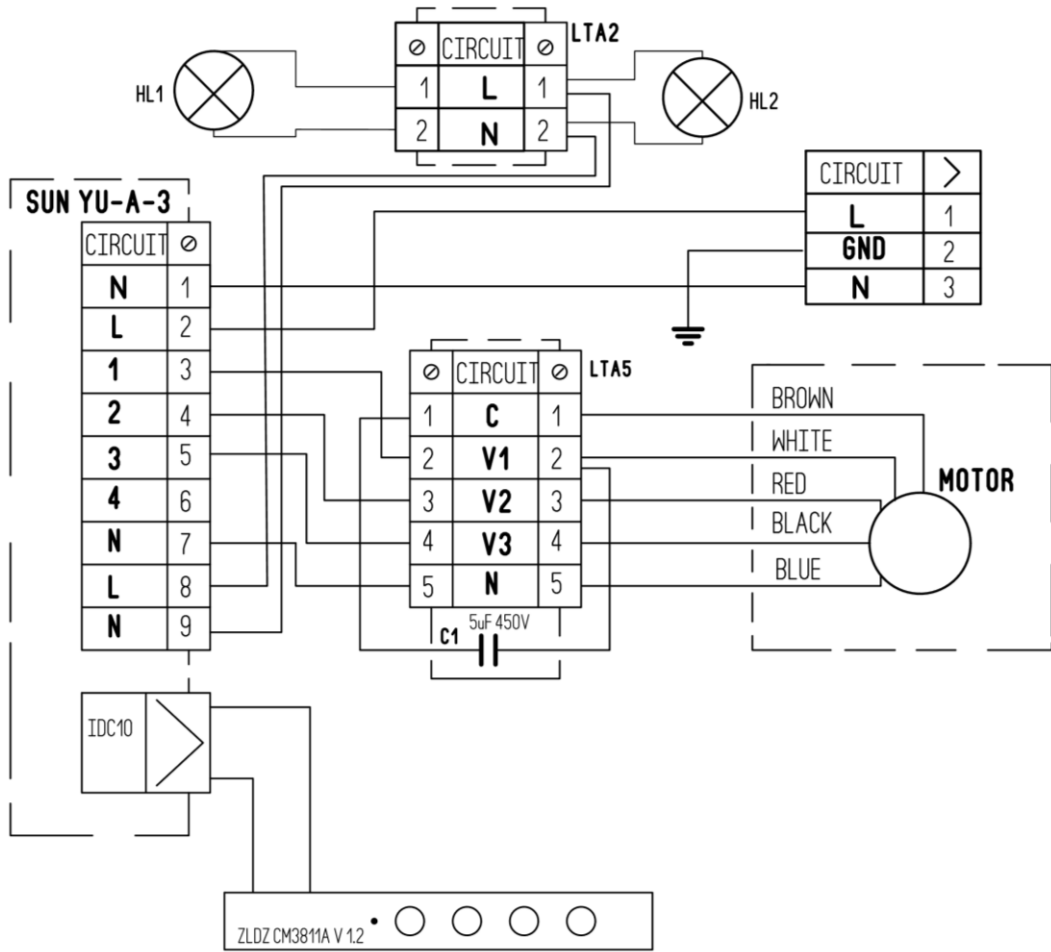 LTA2
CIRCUIT
1 L 1
2 N 2
HL1
HL2
CIRCUIT
L 1
GND 2
N 3
SUN YU-A-3
CIRCUIT
N 1
L 2
1 3
2 4
3 5
4 6
N 7
L 8
N 9
LTA5
CIRCUIT
1 C 1
2 V1 2
3 V2 3
4 V3 4
5 N 5
C1 5uF 450V
BROWN
WHITE
RED
BLACK
BLUE
MOTOR
IDC10
ZLDZ CM3811A V 1.2